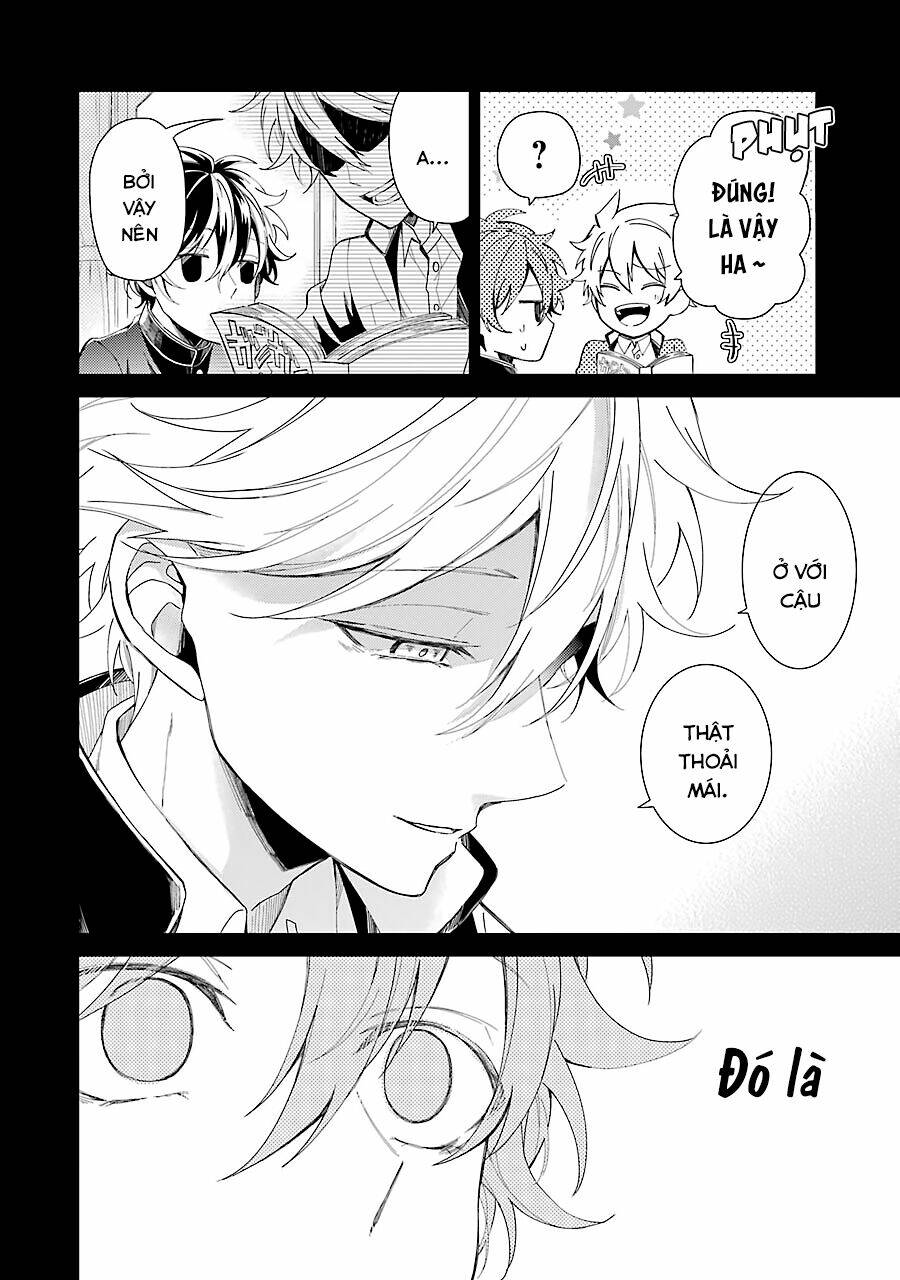 PHỤT
ĐÚNG!
LÀ VẬY
HA ~
?
A...
BỞI
VẬY
NÊN
Ở VỚI
CẬU
THẬT
THOẢI
MÁI.
Đó là